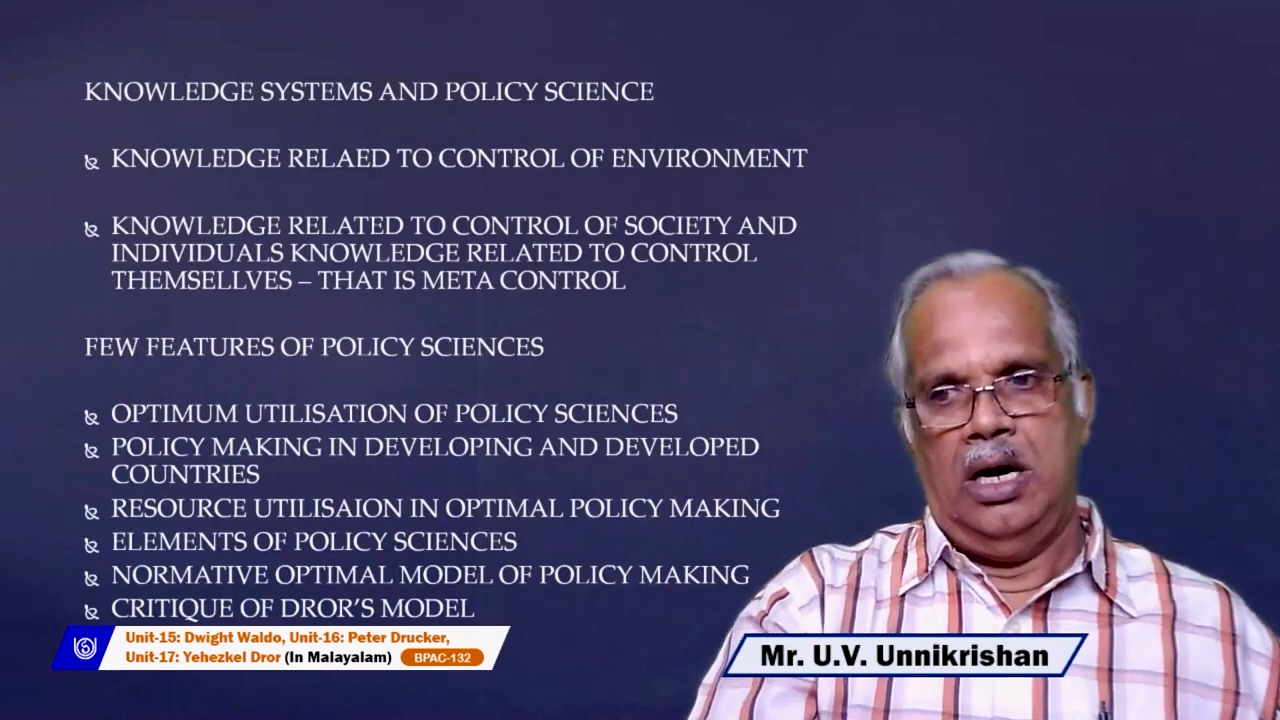 KNOWLEDGE SYSTEMS AND POLICY SCIENCE
KNOWLEDGE RELAED TO CONTROL OF ENVIRONMENT
KNOWLEDGE RELATED TO CONTROL OF SOCIETY AND
INDIVIDUALS KNOWLEDGE RELATED TO CONTROL
THEMSELLVES – THAT IS META CONTROL
FEW FEATURES OF POLICY SCIENCES
OPTIMUM UTILISATION OF POLICY SCIENCES
POLICY MAKING IN DEVELOPING AND DEVELOPED
COUNTRIES
RESOURCE UTILISAION IN OPTIMAL POLICY MAKING
ELEMENTS OF POLICY SCIENCES
NORMATIVE OPTIMAL MODEL OF POLICY MAKING
CRITIQUE OF DROR'S MODEL
Unit-15: Dwight Waldo, Unit-16: Peter Drucker,
Unit-17: Yehezkel Dror (In Malayalam) BPAC-132
Mr. U.V. Unnikrishan